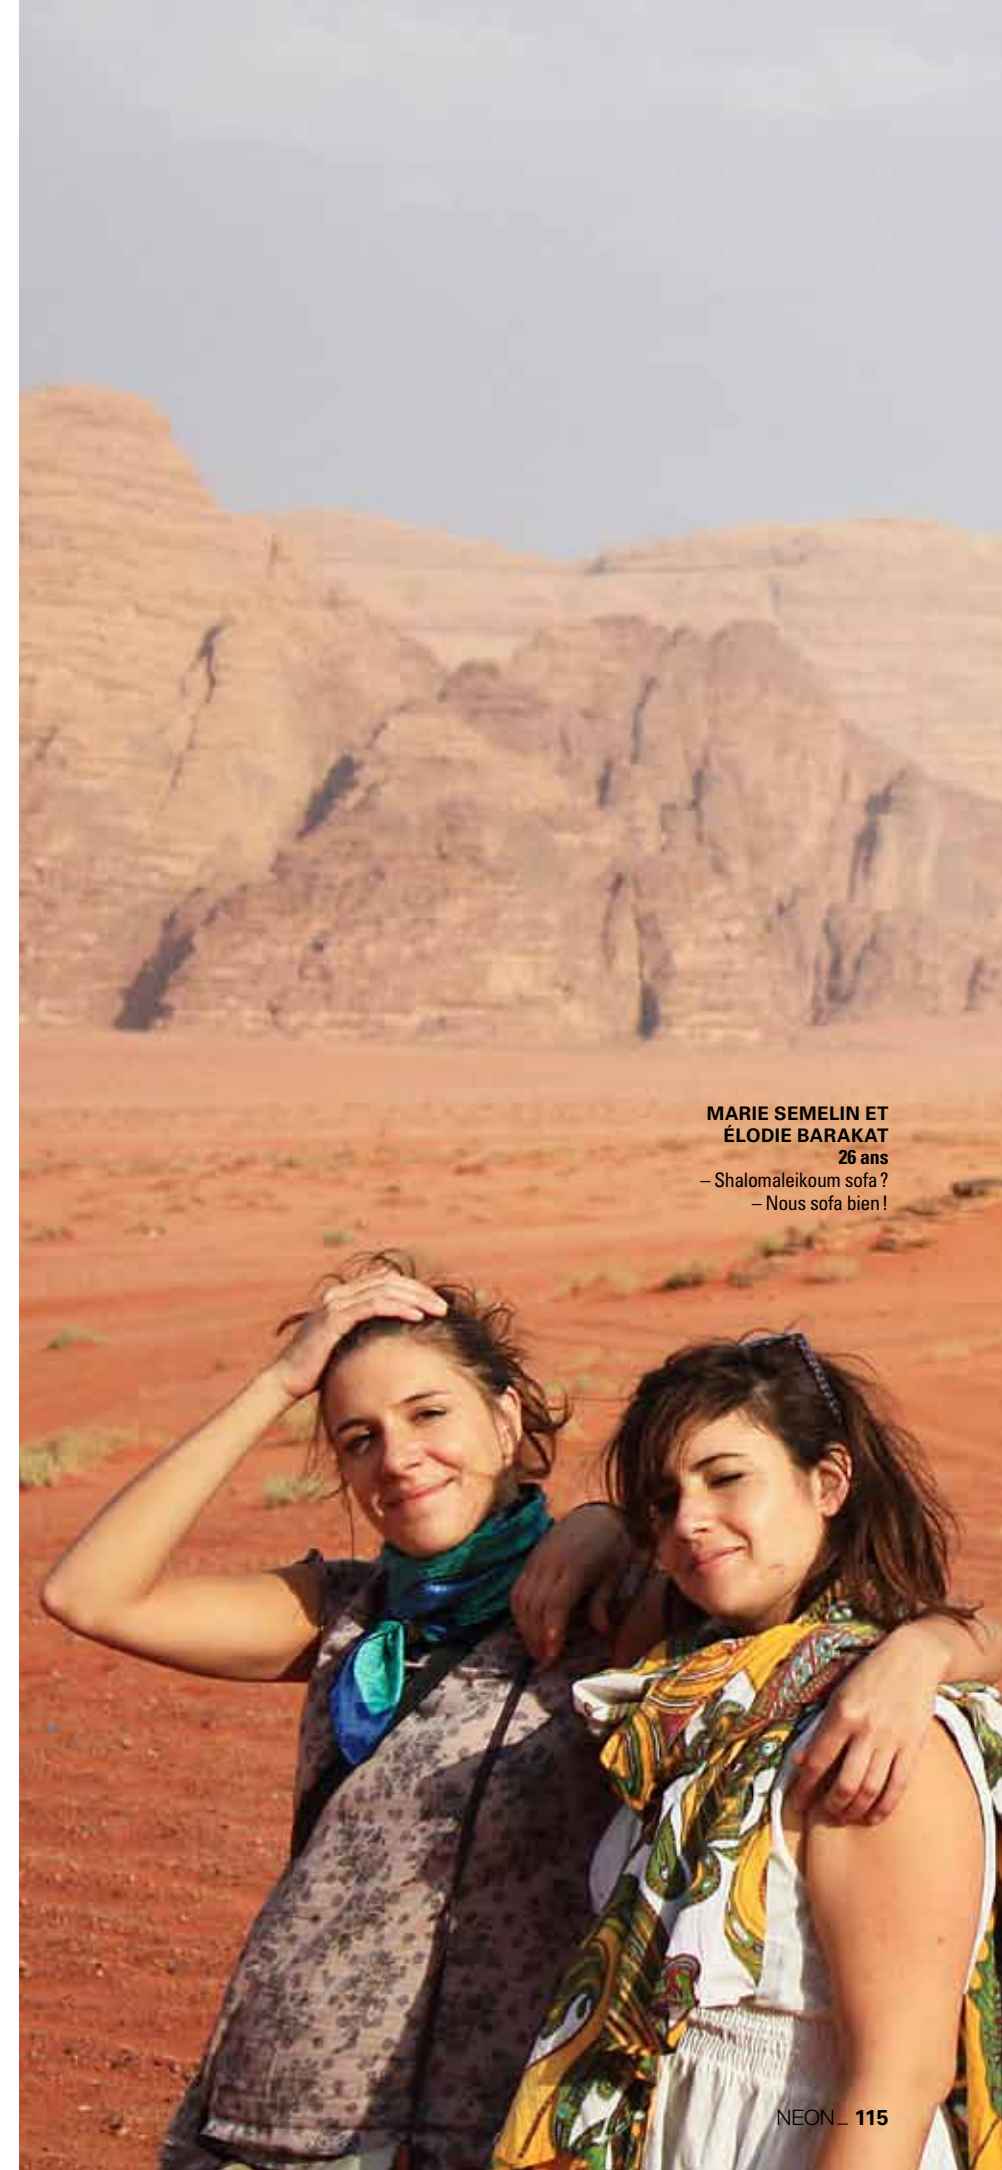 MARIE SEMELIN ET
ÉLODIE BARAKAT
26 ans
– Shalomaleikoum sofa ?
– Nous sofa bien !
NEON_ 115